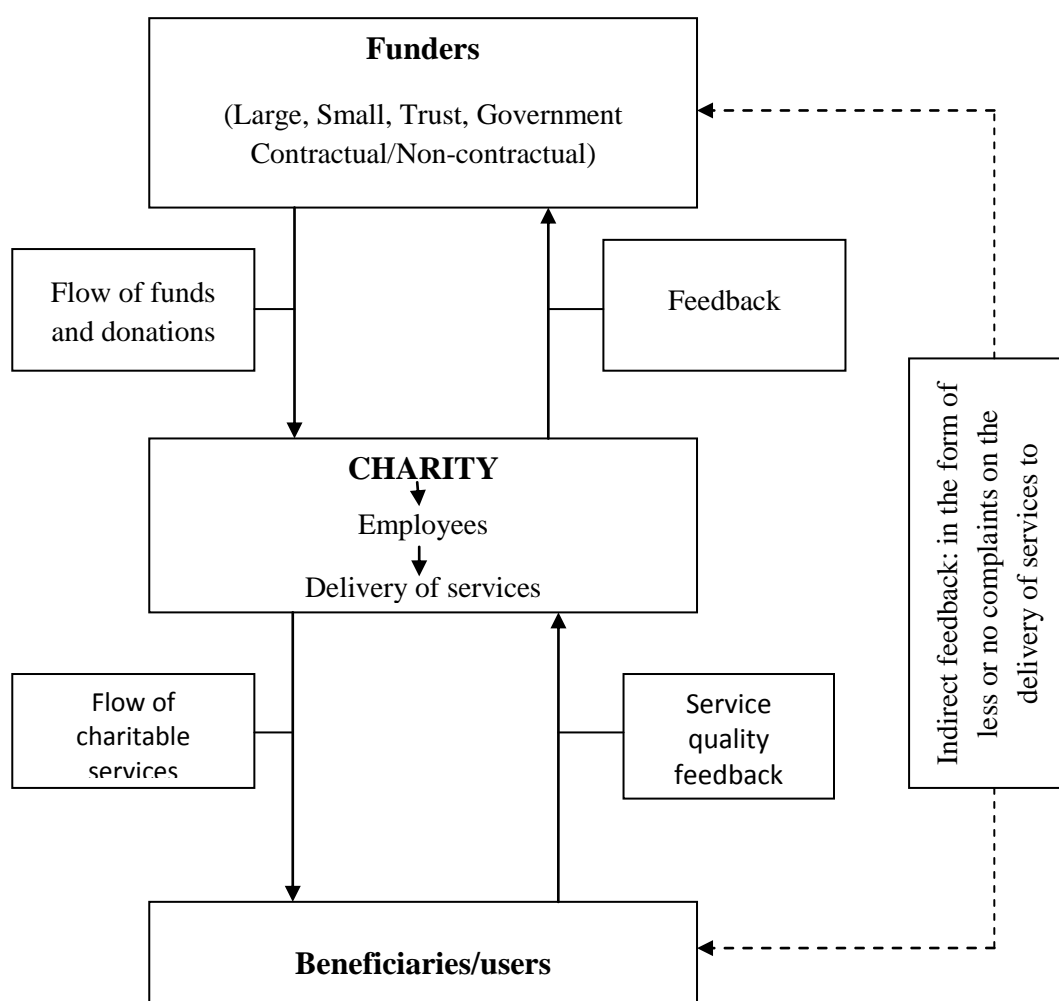 Funders
(Large, Small, Trust, Government
Contractual/Non-contractual)
Flow of funds
and donations
Feedback
CHARITY
Employees
Delivery of services
Flow of
charitable
services
Service
quality
feedback
Beneficiaries/users
Indirect feedback: in the form of
less or no complaints on the
delivery of services to